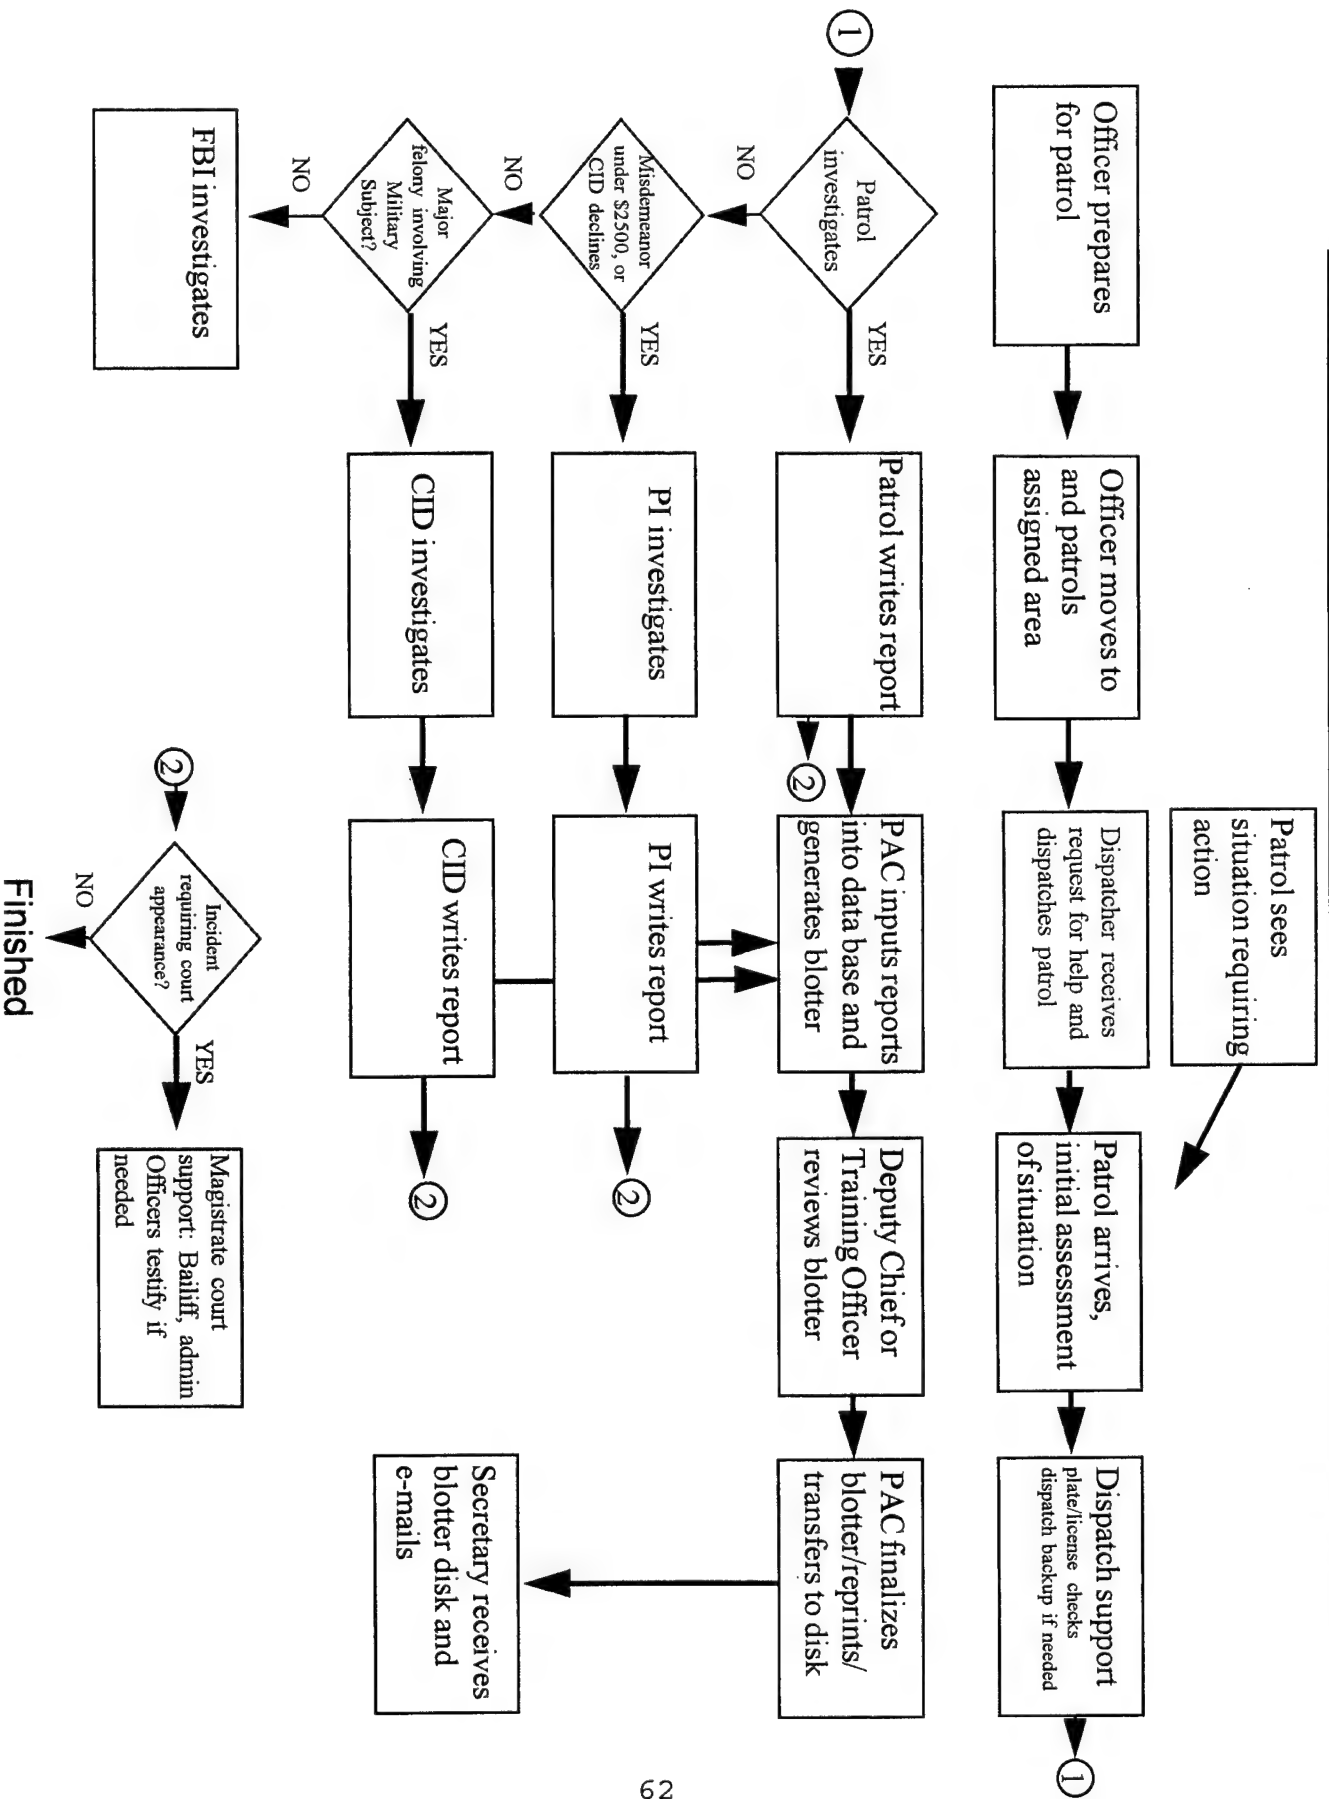 Patrol sees
situation requiring
action
Officer prepares
for patrol
Officer moves to
and patrols
assigned area
Dispatcher receives
request for help and
dispatches patrol
Patrol arrives,
initial assessment
of situation
Dispatch support
plate/license checks
dispatch backup if needed
1
1
Patrol
investigates
YES
NO
Patrol writes report
2
PAC inputs reports
into data base and
generates blotter
Deputy Chief or
Training Officer
reviews blotter
PAC finalizes
blotter/reprints/
transfers to disk
Misdemeanor
under $2500, or
CID declines
YES
NO
PI investigates
PI writes report
2
Major
felony involving
Military
Subject?
YES
NO
CID investigates
CID writes report
2
Secretary receives
blotter disk and
e-mails
FBI investigates
2
Incident
requiring court
appearance?
YES
NO
Magistrate court
support: Bailiff, admin
Officers testify if
needed
Finished
62